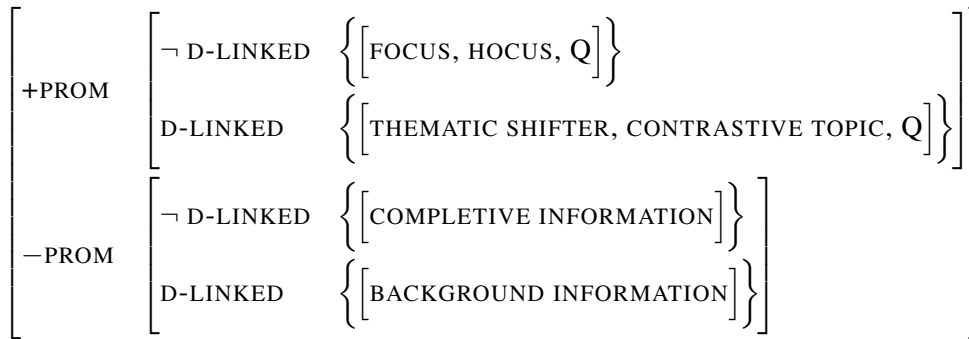 ¬ D-LINKED {[FOCUS, HOCUS, Q]}
+PROM
D-LINKED {[THEMATIC SHIFTER, CONTRASTIVE TOPIC, Q]}
¬ D-LINKED {[COMPLETIVE INFORMATION]}
−PROM
D-LINKED {[BACKGROUND INFORMATION]}